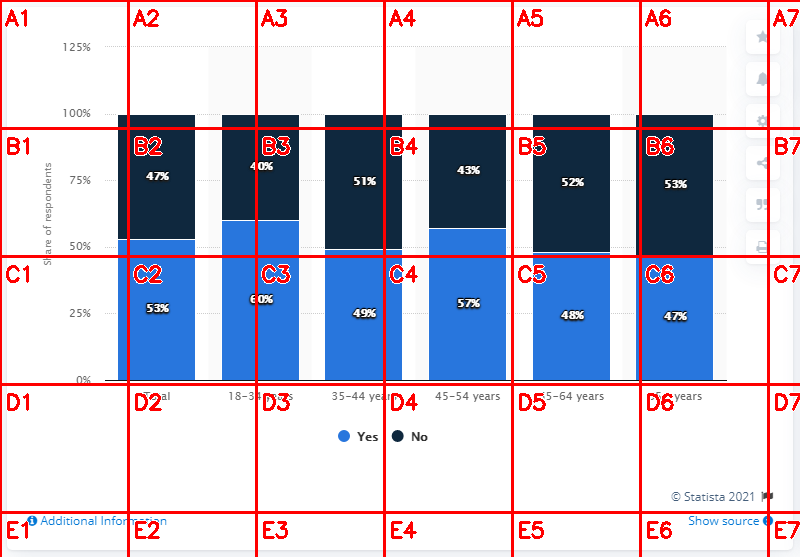 A1 A2 A3 A4 A5 A6 A7
125%
100%
B1 B2 B3 B4 B5 B6 B7
75%
50%
Share of respondents
47% 40% 51% 43% 52% 53%
C1 C2 C3 C4 C5 C6 C7
25%
53% 60% 49% 57% 48% 47%
0%
Total 18-34 years 35-44 years 45-54 years 55-64 years years
D1 D2 D3 D4 D5 D6 D7
Yes No
© Statista 2021
Additional Information Show source
E1 E2 E3 E4 E5 E6 E7